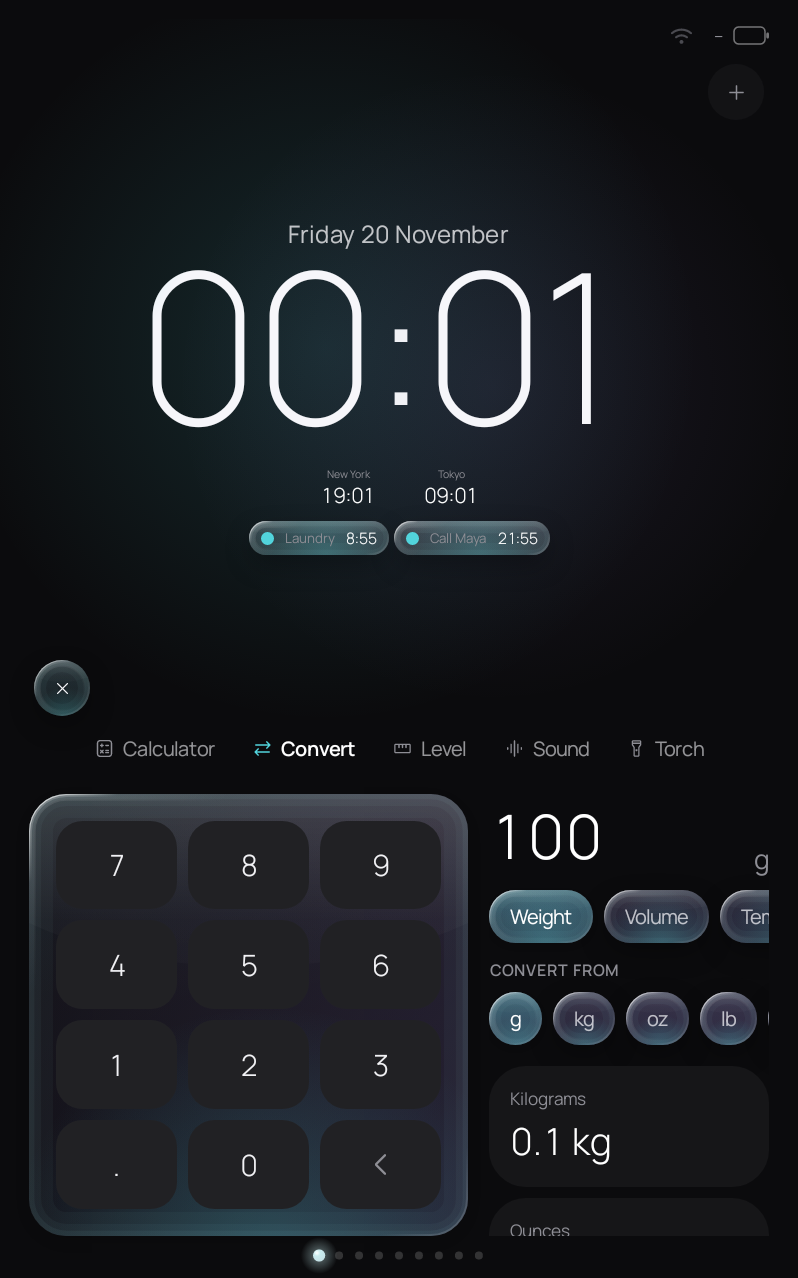 –
+
Friday 20 November
00:01
New York Tokyo
19:01 09:01
Laundry 8:55 Call Maya 21:55
Calculator Convert Level Sound Torch
7 8 9
4 5 6
1 2 3
. 0
100 g
Weight Volume
CONVERT FROM
g kg oz lb
Kilograms
0.1 kg
Ounces